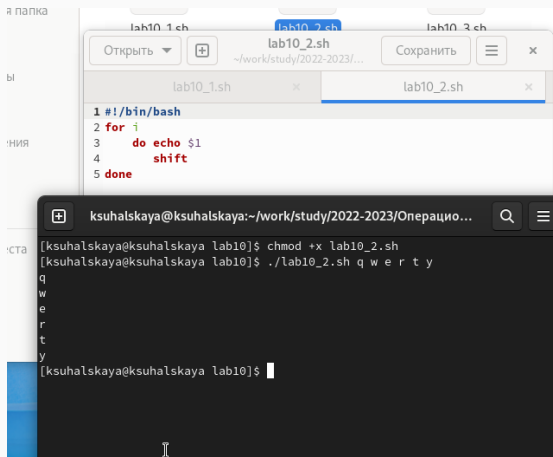 я папка
lab10_1.sh
lab10_2.sh
lab10_3.sh
Открыть
lab10_2.sh
~/work/study/2022-2023/...
Сохранить
ы
lab10_1.sh
lab10_2.sh
1 #!/bin/bash
2 for i
3 do echo $1
4 shift
5 done
ения
ksuhalskaya@ksuhalskaya:~/work/study/2022-2023/Операцио...
еста
[ksuhalskaya@ksuhalskaya lab10]$ chmod +x lab10_2.sh
[ksuhalskaya@ksuhalskaya lab10]$ ./lab10_2.sh q w e r t y
q
w
e
r
t
y
[ksuhalskaya@ksuhalskaya lab10]$